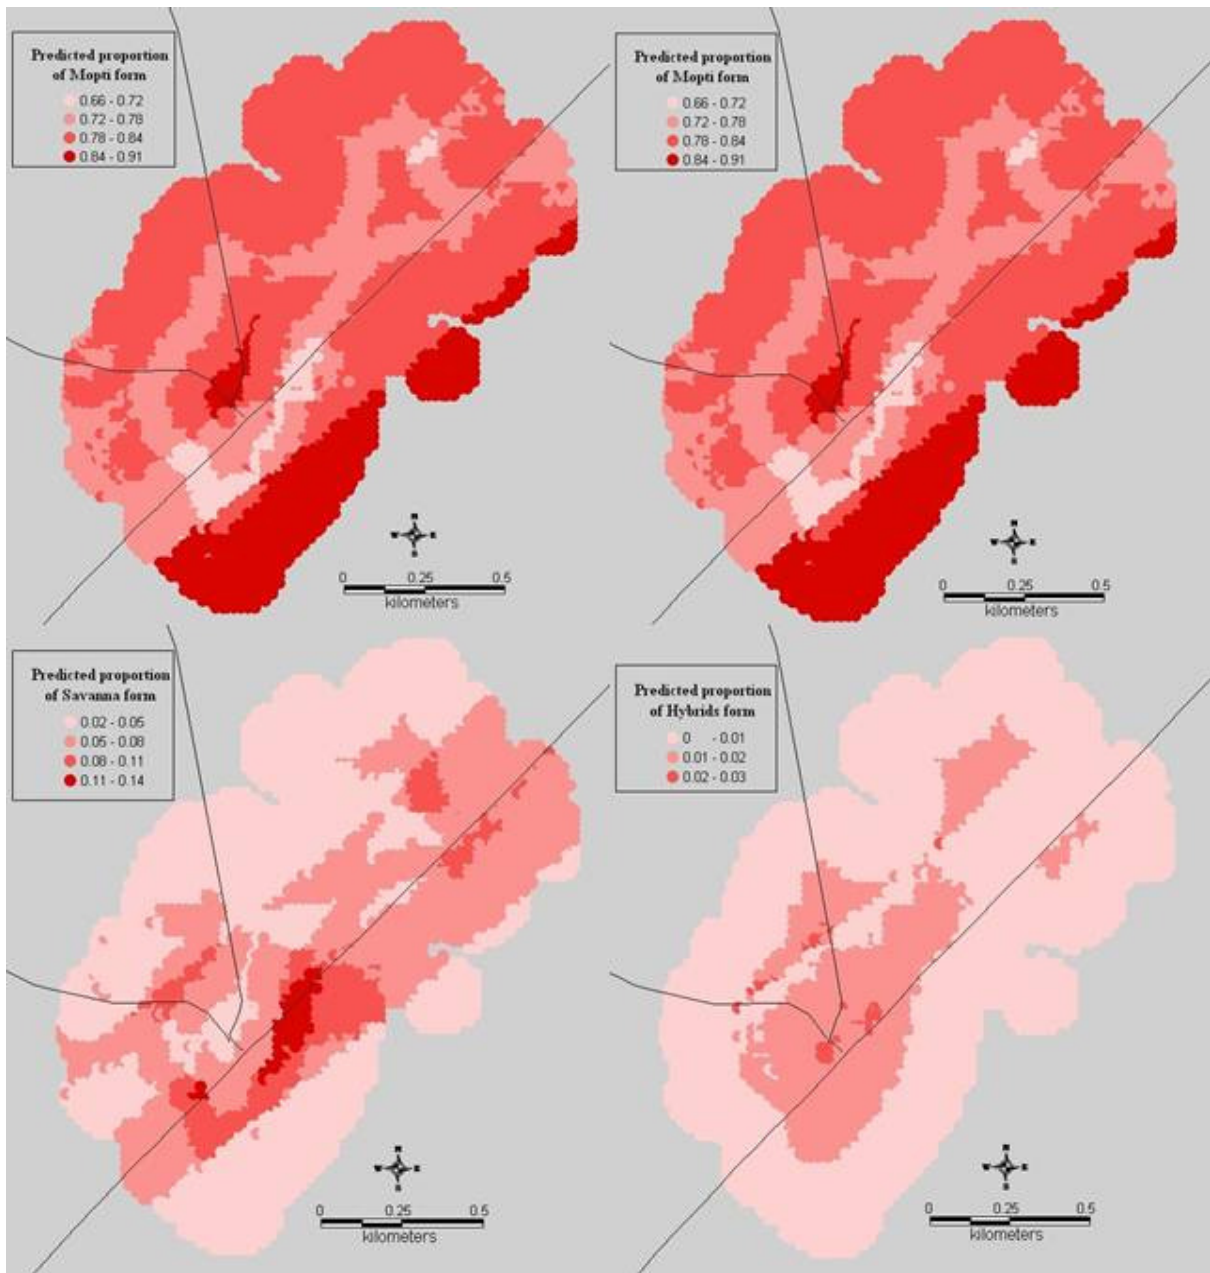 Predicted proportion
of Mopti form
0.66 - 0.72
0.72 - 0.78
0.78 - 0.84
0.84 - 0.91
N
W E
S
0 0.25 0.5
kilometers
Predicted proportion
of Mopti form
0.66 - 0.72
0.72 - 0.78
0.78 - 0.84
0.84 - 0.91
N
W E
S
0 0.25 0.5
kilometers
Predicted proportion
of Savanna form
0.02 - 0.05
0.05 - 0.08
0.08 - 0.11
0.11 - 0.14
N
W E
S
0 0.25 0.5
kilometers
Predicted proportion
of Hybrids form
0 - 0.01
0.01 - 0.02
0.02 - 0.03
N
W E
S
0 0.25 0.5
kilometers